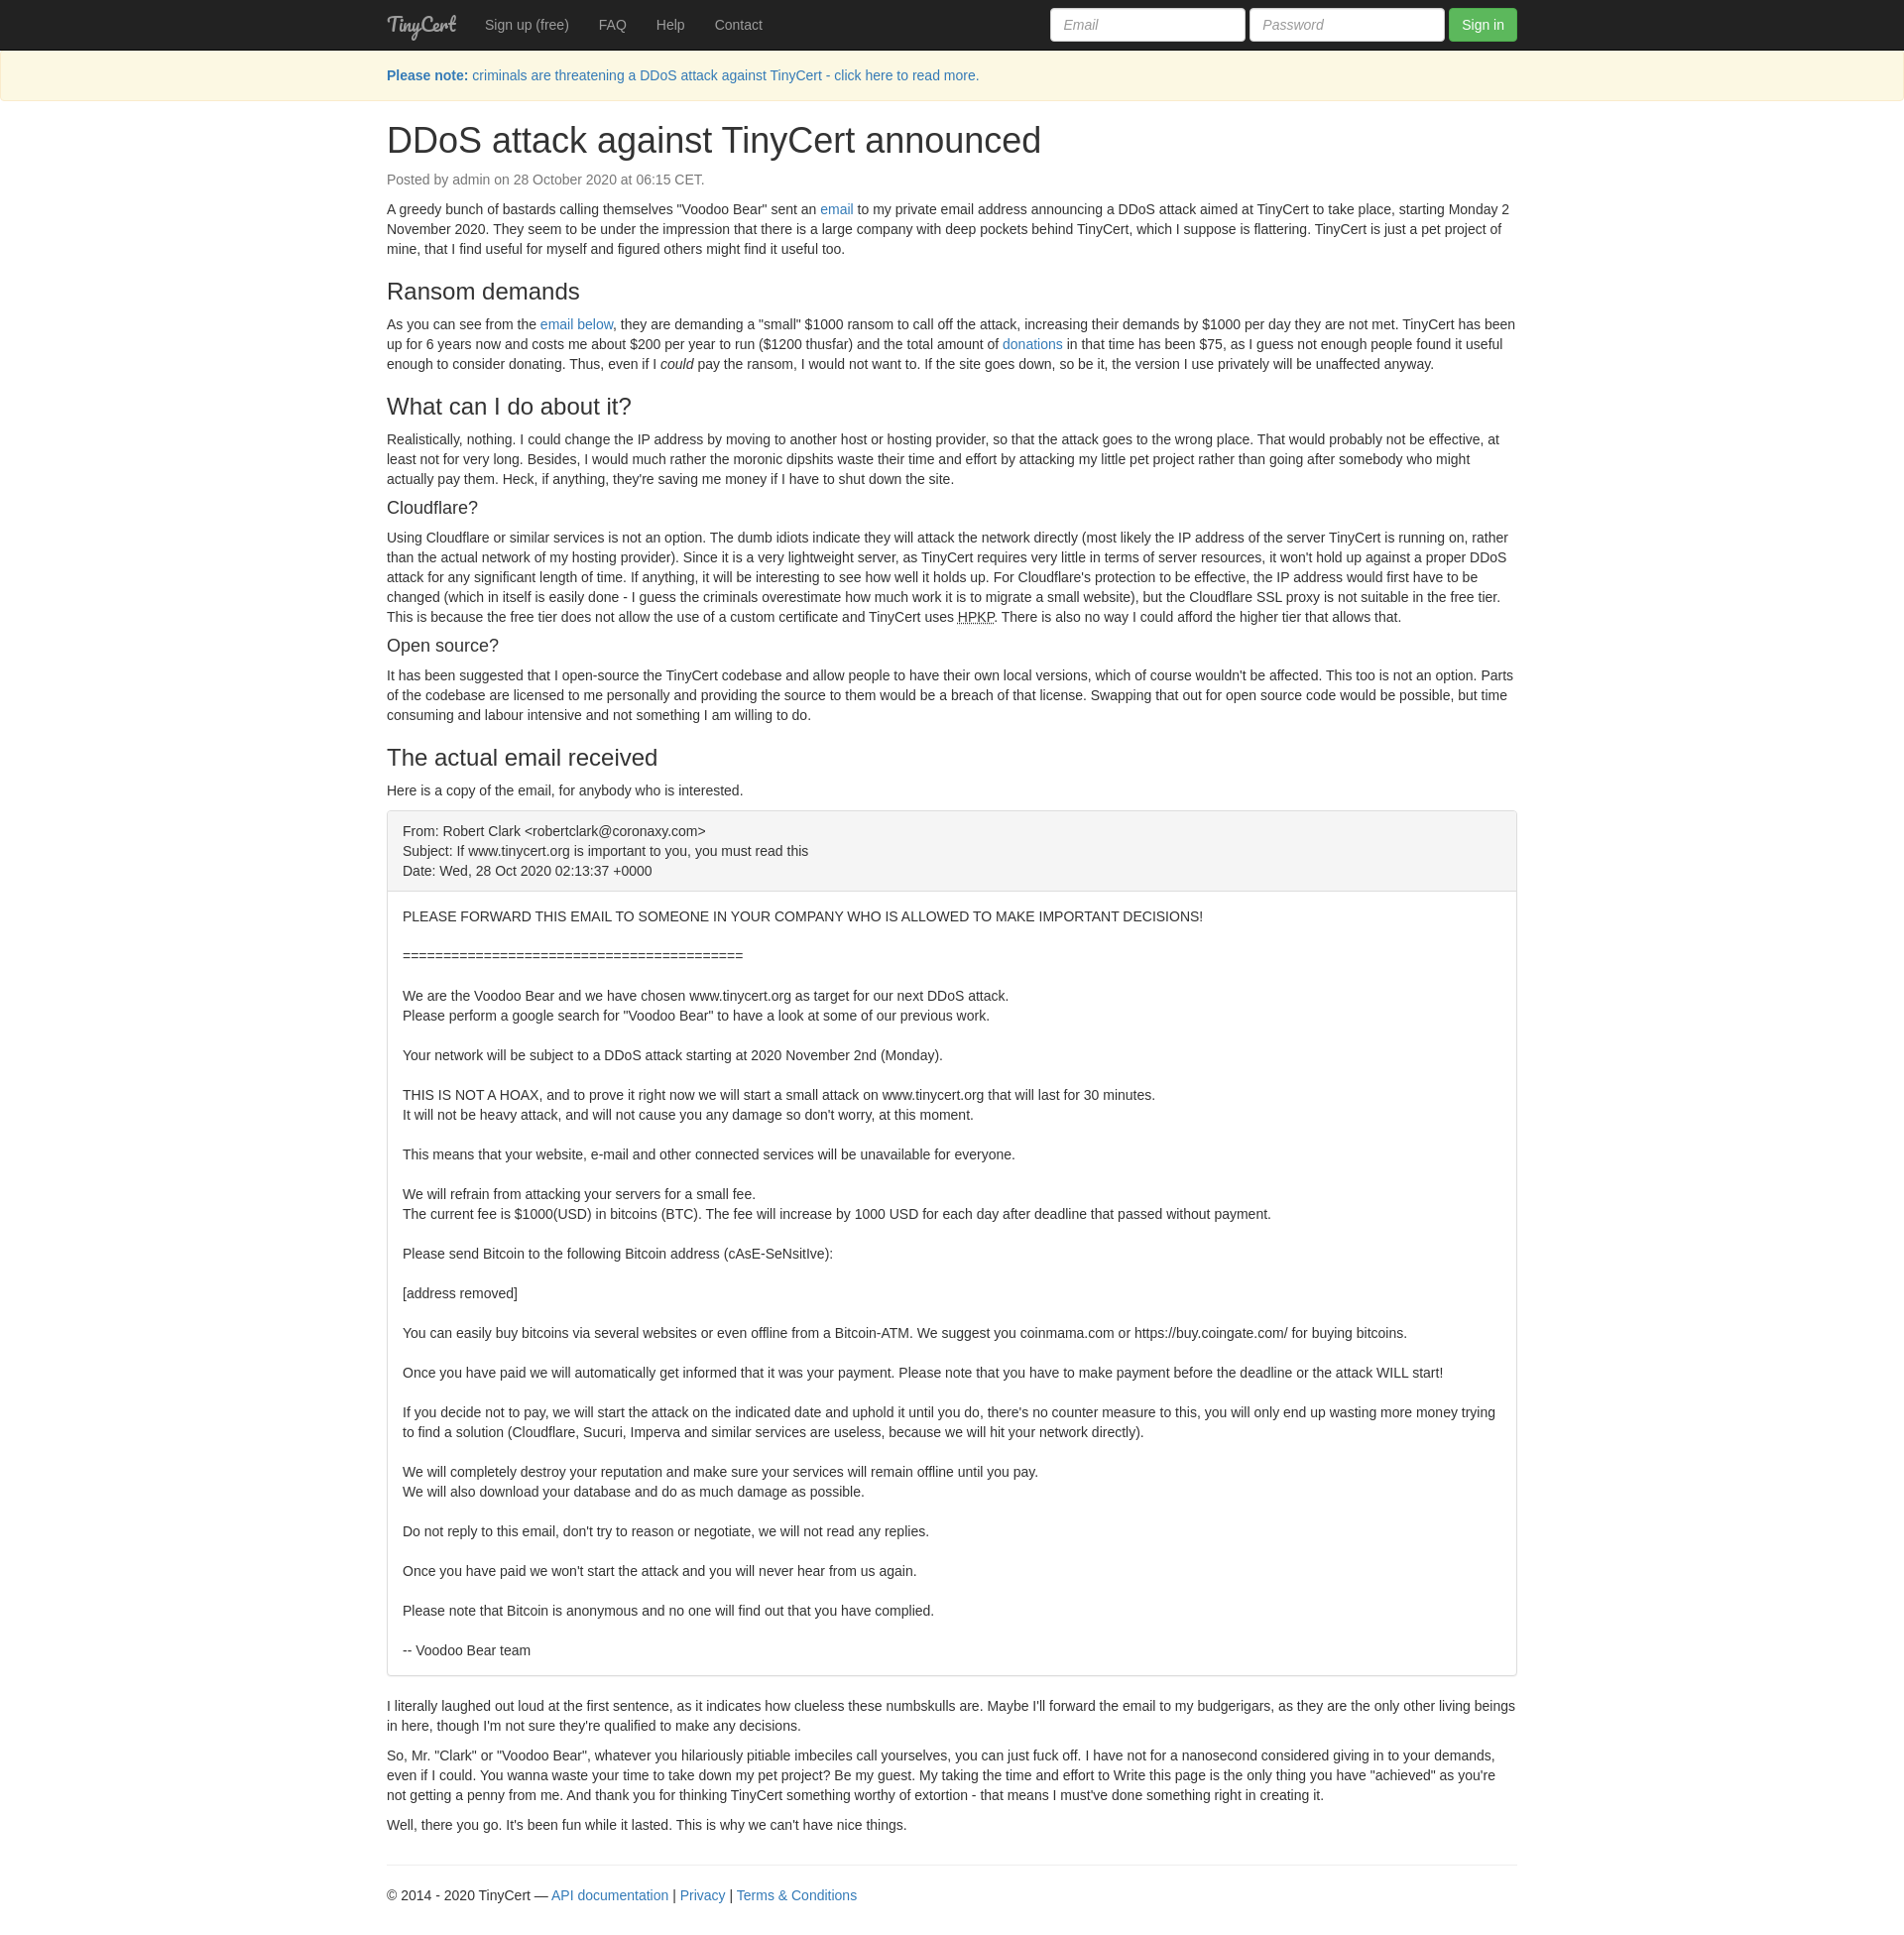 TinyCert Sign up (free) FAQ Help Contact Email Password Sign in
Please note: criminals are threatening a DDoS attack against TinyCert - click here to read more.
DDoS attack against TinyCert announced
Posted by admin on 28 October 2020 at 06:15 CET.
A greedy bunch of bastards calling themselves "Voodoo Bear" sent an email to my private email address announcing a DDoS attack aimed at TinyCert to take place, starting Monday 2
November 2020. They seem to be under the impression that there is a large company with deep pockets behind TinyCert, which I suppose is flattering. TinyCert is just a pet project of
mine, that I find useful for myself and figured others might find it useful too.
Ransom demands
As you can see from the email below, they are demanding a "small" $1000 ransom to call off the attack, increasing their demands by $1000 per day they are not met. TinyCert has been
up for 6 years now and costs me about $200 per year to run ($1200 thusfar) and the total amount of donations in that time has been $75, as I guess not enough people found it useful
enough to consider donating. Thus, even if I could pay the ransom, I would not want to. If the site goes down, so be it, the version I use privately will be unaffected anyway.
What can I do about it?
Realistically, nothing. I could change the IP address by moving to another host or hosting provider, so that the attack goes to the wrong place. That would probably not be effective, at
least not for very long. Besides, I would much rather the moronic dipshits waste their time and effort by attacking my little pet project rather than going after somebody who might
actually pay them. Heck, if anything, they're saving me money if I have to shut down the site.
Cloudflare?
Using Cloudflare or similar services is not an option. The dumb idiots indicate they will attack the network directly (most likely the IP address of the server TinyCert is running on, rather
than the actual network of my hosting provider). Since it is a very lightweight server, as TinyCert requires very little in terms of server resources, it won't hold up against a proper DDoS
attack for any significant length of time. If anything, it will be interesting to see how well it holds up. For Cloudflare's protection to be effective, the IP address would first have to be
changed (which in itself is easily done - I guess the criminals overestimate how much work it is to migrate a small website), but the Cloudflare SSL proxy is not suitable in the free tier.
This is because the free tier does not allow the use of a custom certificate and TinyCert uses HPKP. There is also no way I could afford the higher tier that allows that.
Open source?
It has been suggested that I open-source the TinyCert codebase and allow people to have their own local versions, which of course wouldn't be affected. This too is not an option. Parts
of the codebase are licensed to me personally and providing the source to them would be a breach of that license. Swapping that out for open source code would be possible, but time
consuming and labour intensive and not something I am willing to do.
The actual email received
Here is a copy of the email, for anybody who is interested.
From: Robert Clark <robertclark@coronaxy.com>
Subject: If www.tinycert.org is important to you, you must read this
Date: Wed, 28 Oct 2020 02:13:37 +0000
PLEASE FORWARD THIS EMAIL TO SOMEONE IN YOUR COMPANY WHO IS ALLOWED TO MAKE IMPORTANT DECISIONS!
==========================================
We are the Voodoo Bear and we have chosen www.tinycert.org as target for our next DDoS attack.
Please perform a google search for "Voodoo Bear" to have a look at some of our previous work.
Your network will be subject to a DDoS attack starting at 2020 November 2nd (Monday).
THIS IS NOT A HOAX, and to prove it right now we will start a small attack on www.tinycert.org that will last for 30 minutes.
It will not be heavy attack, and will not cause you any damage so don't worry, at this moment.
This means that your website, e-mail and other connected services will be unavailable for everyone.
We will refrain from attacking your servers for a small fee.
The current fee is $1000(USD) in bitcoins (BTC). The fee will increase by 1000 USD for each day after deadline that passed without payment.
Please send Bitcoin to the following Bitcoin address (cAsE-SeNsitIve):
[address removed]
You can easily buy bitcoins via several websites or even offline from a Bitcoin-ATM. We suggest you coinmama.com or https://buy.coingate.com/ for buying bitcoins.
Once you have paid we will automatically get informed that it was your payment. Please note that you have to make payment before the deadline or the attack WILL start!
If you decide not to pay, we will start the attack on the indicated date and uphold it until you do, there's no counter measure to this, you will only end up wasting more money trying
to find a solution (Cloudflare, Sucuri, Imperva and similar services are useless, because we will hit your network directly).
We will completely destroy your reputation and make sure your services will remain offline until you pay.
We will also download your database and do as much damage as possible.
Do not reply to this email, don't try to reason or negotiate, we will not read any replies.
Once you have paid we won't start the attack and you will never hear from us again.
Please note that Bitcoin is anonymous and no one will find out that you have complied.
-- Voodoo Bear team
I literally laughed out loud at the first sentence, as it indicates how clueless these numbskulls are. Maybe I'll forward the email to my budgerigars, as they are the only other living beings
in here, though I'm not sure they're qualified to make any decisions.
So, Mr. "Clark" or "Voodoo Bear", whatever you hilariously pitiable imbeciles call yourselves, you can just fuck off. I have not for a nanosecond considered giving in to your demands,
even if I could. You wanna waste your time to take down my pet project? Be my guest. My taking the time and effort to Write this page is the only thing you have "achieved" as you're
not getting a penny from me. And thank you for thinking TinyCert something worthy of extortion - that means I must've done something right in creating it.
Well, there you go. It's been fun while it lasted. This is why we can't have nice things.
© 2014 - 2020 TinyCert — API documentation | Privacy | Terms & Conditions